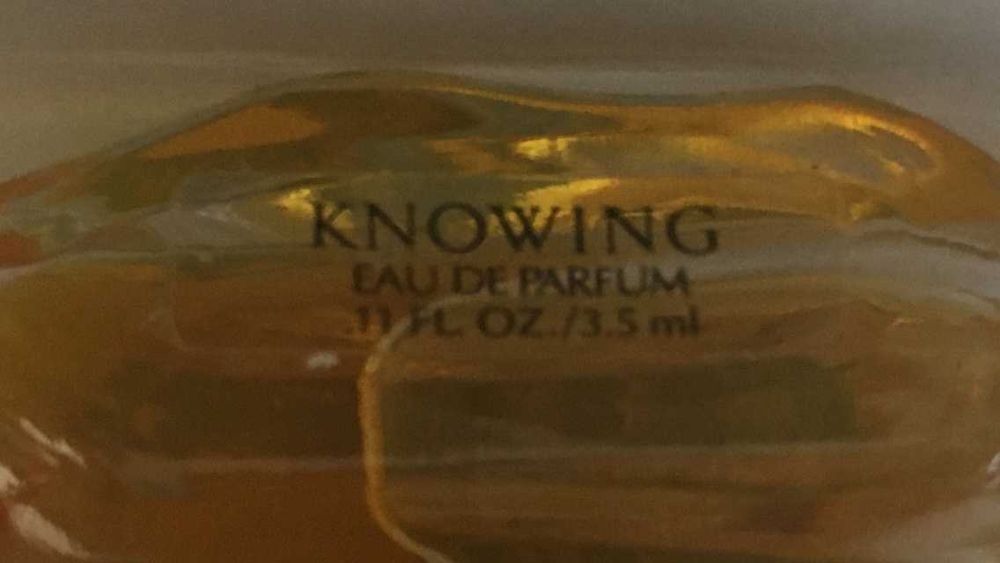 KNOWING
EAU DE PARFUM
.11 FL. OZ./3.5 ml